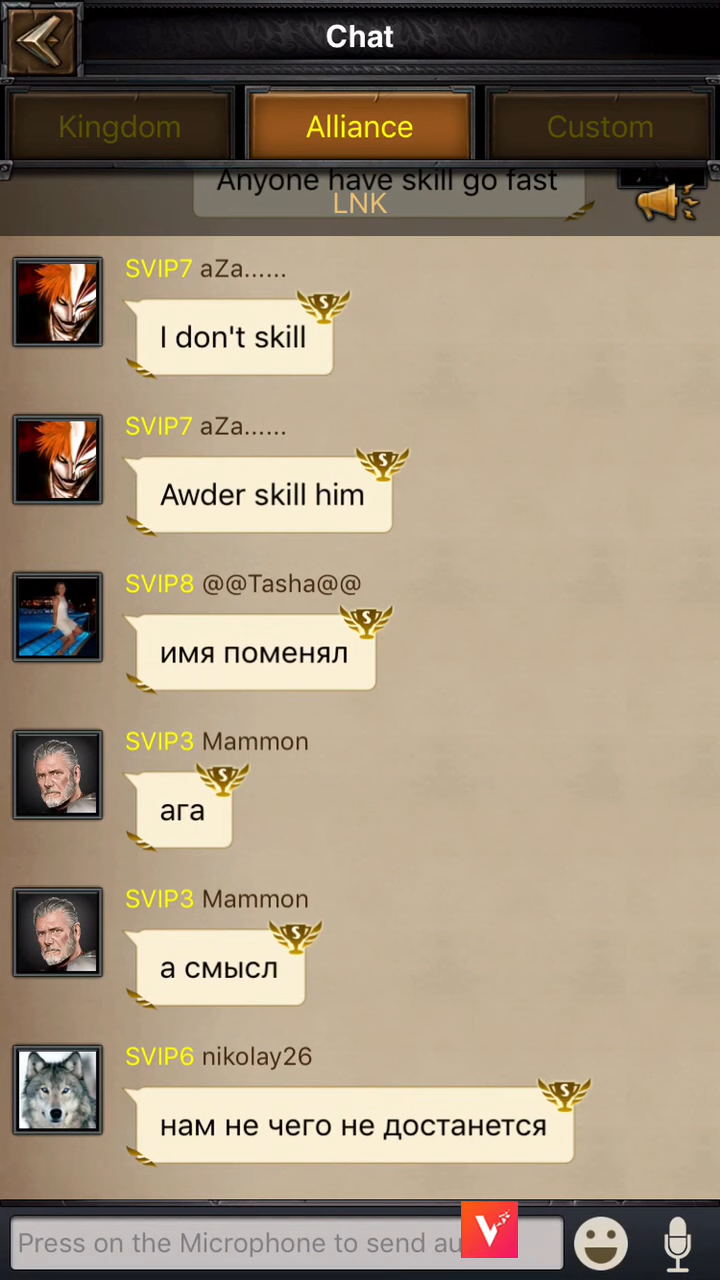 Chat
Kingdom
Alliance
Custom
Anyone have skill go fast
LNK
SVIP7 aZa......
I don't skill
SVIP7 aZa......
Awder skill him
SVIP8 @@Tasha@@
имя поменял
SVIP3 Mammon
ага
SVIP3 Mammon
а смысл
SVIP6 nikolay26
нам не чего не достанется
Press on the Microphone to send au